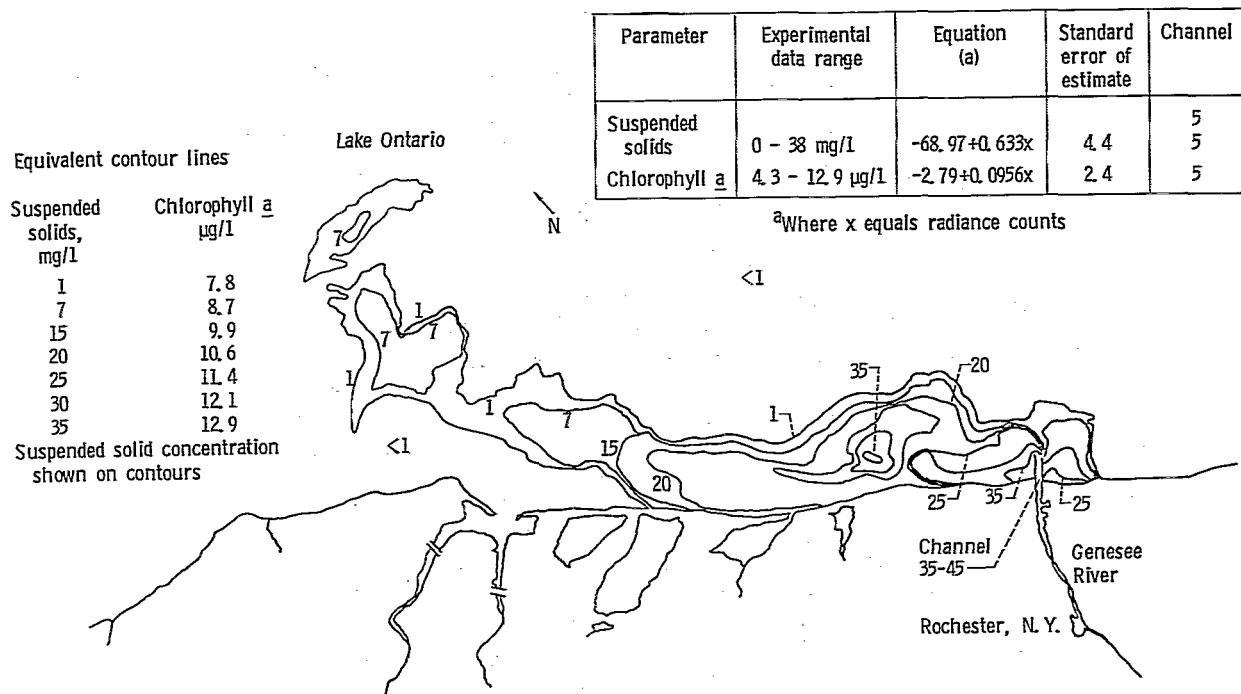 Parameter Experimental data range Equation (a) Standard error of estimate Channel
5
Suspended solids 0 - 38 mg/l -68.97+0.633x 4.4 5
Chlorophyll a 4.3 - 12.9 µg/l -2.79+0.0956x 2.4 5
aWhere x equals radiance counts
Lake Ontario
Equivalent contour lines
Suspended solids, mg/l Chlorophyll a µg/l
1 7.8
7 8.7
15 9.9
20 10.6
25 11.4
30 12.1
35 12.9
Suspended solid concentration
shown on contours
N
<1
7
1
7
7
1
1
7
15
20
<1
1
35
20
25
35
25
Channel
35-45
Genesee
River
Rochester, N. Y.